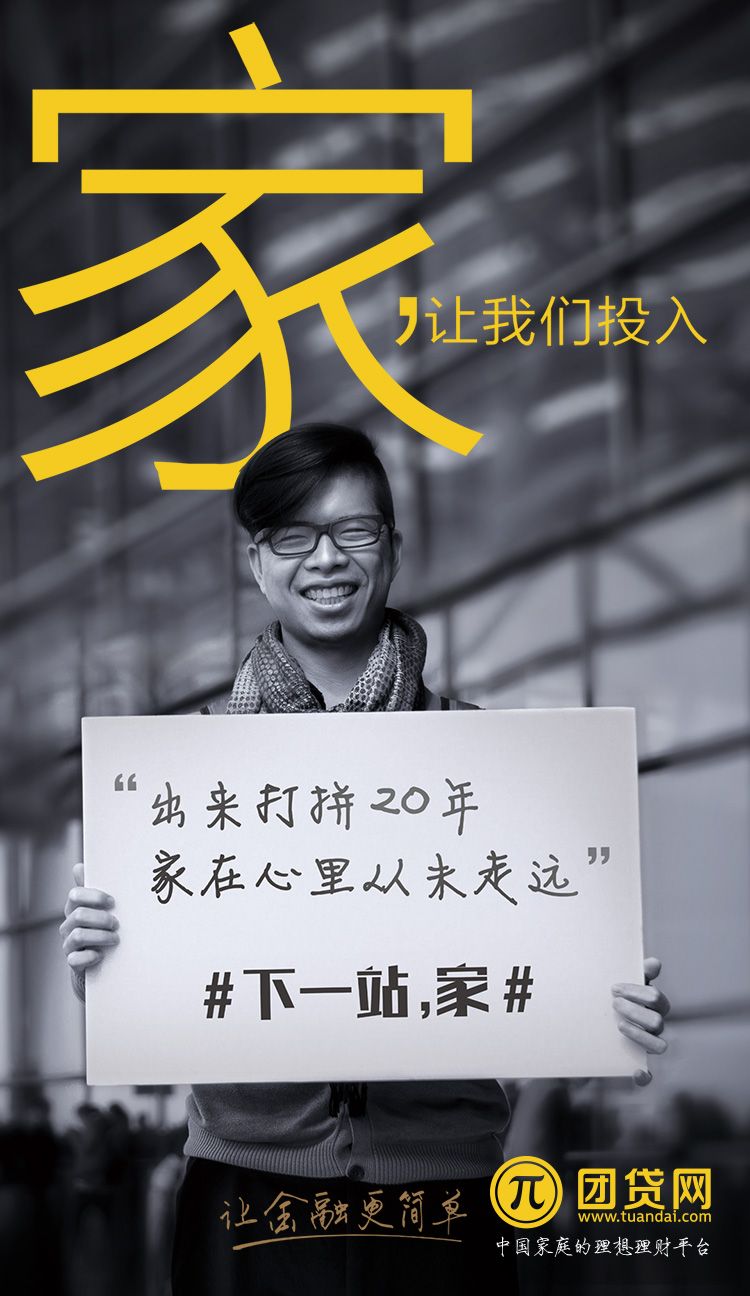 家
,让我们投入
“出来打拼20年
家在心里从未走远”
#下一站,家#
让金融更简单
π 团贷网
www.tuandai.com
中国家庭的理想理财平台